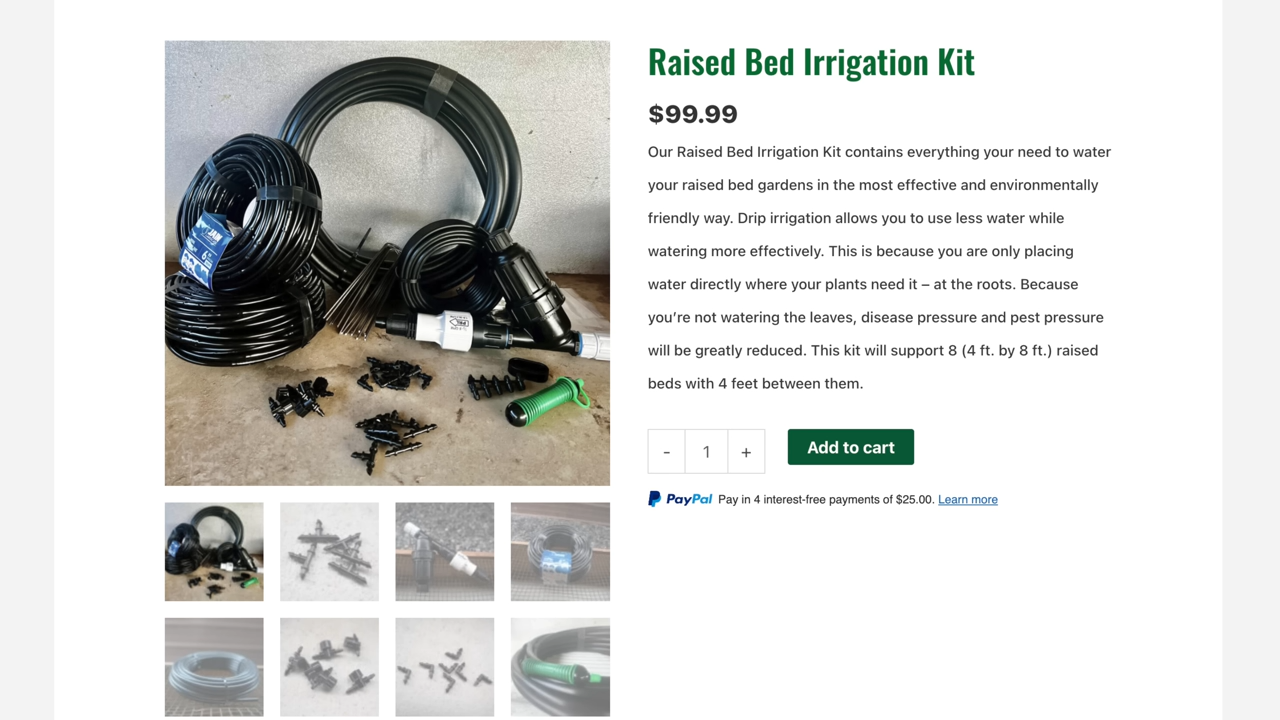 Raised Bed Irrigation Kit
$99.99
Our Raised Bed Irrigation Kit contains everything your need to water
your raised bed gardens in the most effective and environmentally
friendly way. Drip irrigation allows you to use less water while
watering more effectively. This is because you are only placing
water directly where your plants need it – at the roots. Because
you’re not watering the leaves, disease pressure and pest pressure
will be greatly reduced. This kit will support 8 (4 ft. by 8 ft.) raised
beds with 4 feet between them.
- 1 +
Add to cart
PayPal Pay in 4 interest-free payments of $25.00. Learn more